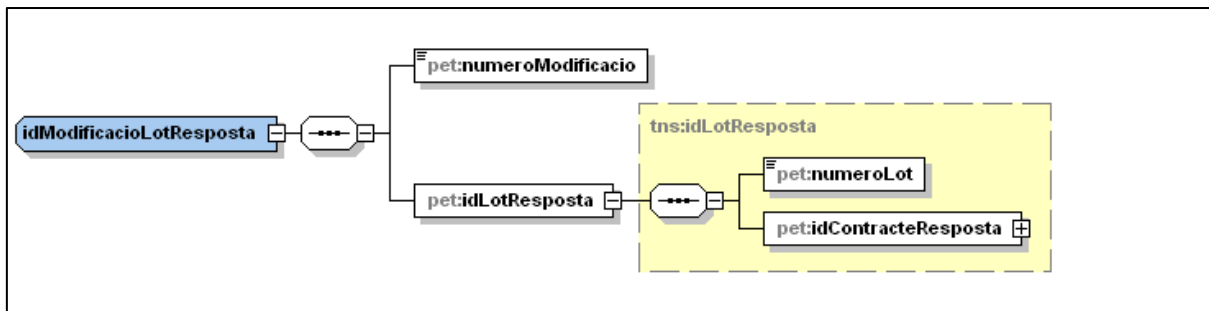 pet:numeroModificacio
idModificacioLotResposta
tns:idLotResposta
pet:numeroLot
pet:idLotResposta
pet:idContracteResposta